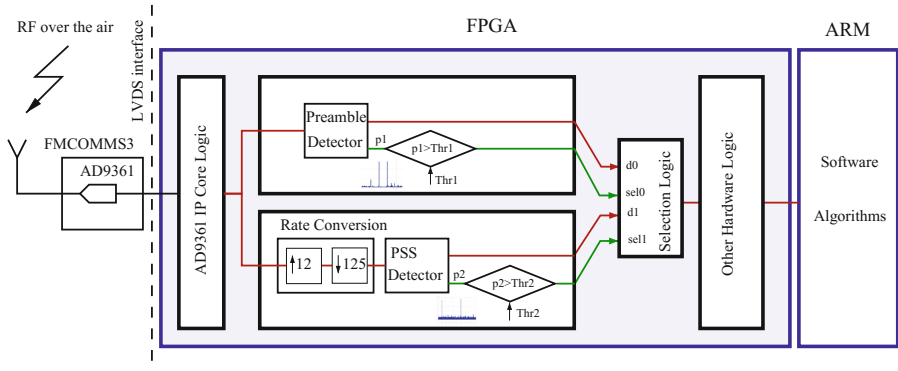 FPGA
ARM
RF over the air
LVDS interface
FMCOMMS3
AD9361
AD9361 IP Core Logic
Preamble
Detector
p1
p1>Thr1
Thr1
Rate Conversion
↑12
↓125
PSS
Detector
p2
p2>Thr2
Thr2
d0
sel0
d1
sel1
Selection Logic
Other Hardware Logic
Software
Algorithms